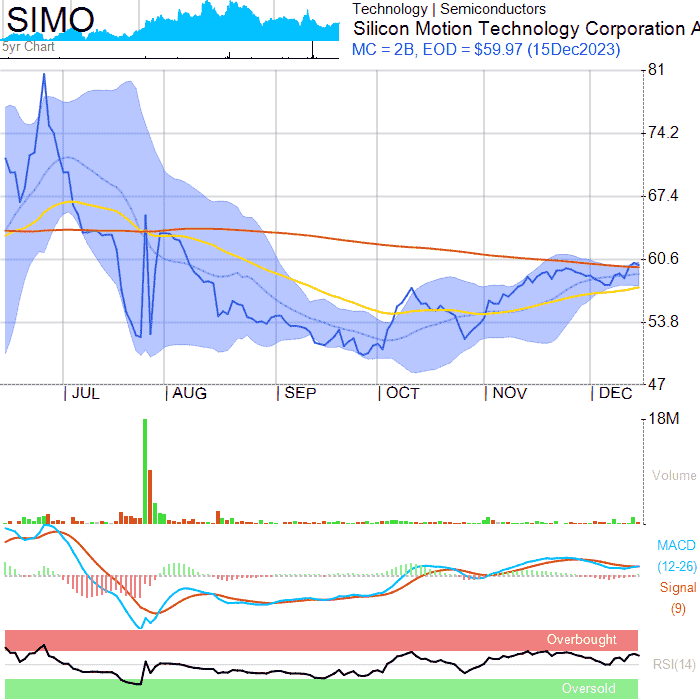 SIMO
5yr Chart
Technology | Semiconductors
Silicon Motion Technology Corporation A
MC = 2B, EOD = $59.97 (15Dec2023)
81
74.2
67.4
60.6
53.8
47
JUL AUG SEP OCT NOV DEC
18M
Volume
MACD
(12-26)
Signal
(9)
Overbought
RSI(14)
Oversold